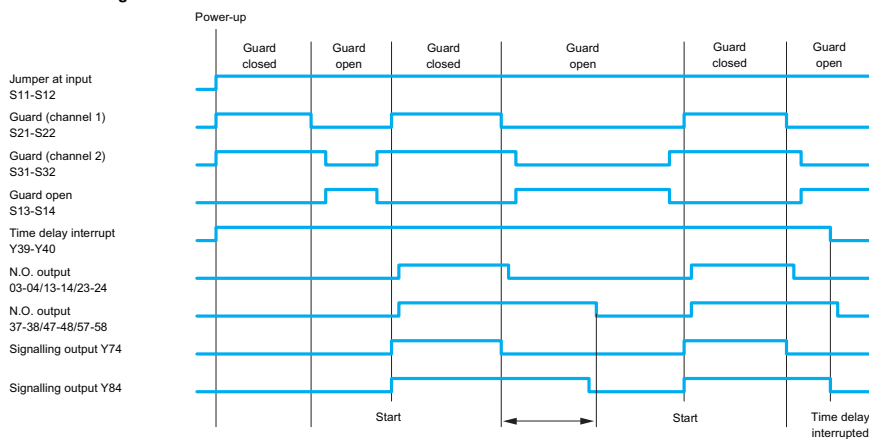 Power-up
Guard closed
Guard open
Guard closed
Guard open
Guard closed
Guard open
Jumper at input
S11-S12
Guard (channel 1)
S21-S22
Guard (channel 2)
S31-S32
Guard open
S13-S14
Time delay interrupt
Y39-Y40
N.O. output
03-04/13-14/23-24
N.O. output
37-38/47-48/57-58
Signalling output Y74
Signalling output Y84
Start
Start
Time delay
interrupted